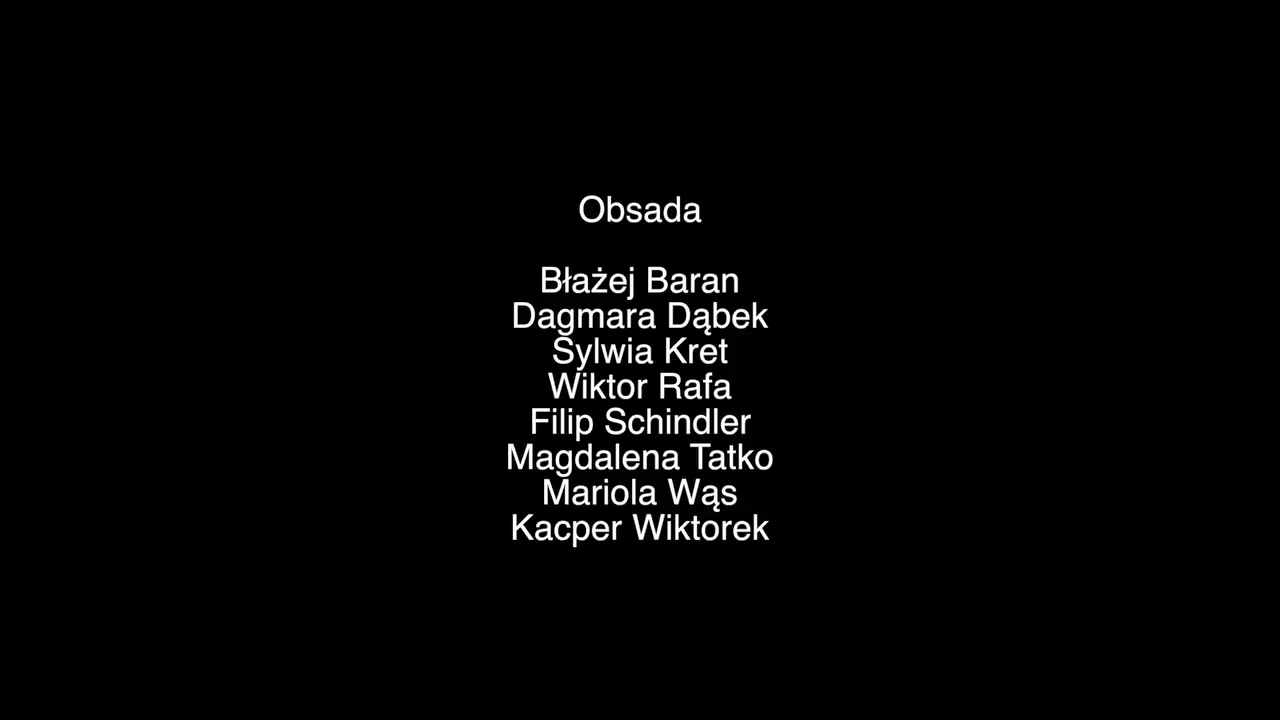 Obsada
Błażej Baran
Dagmara Dąbek
Sylwia Kret
Wiktor Rafa
Filip Schindler
Magdalena Tatko
Mariola Wąs
Kacper Wiktorek